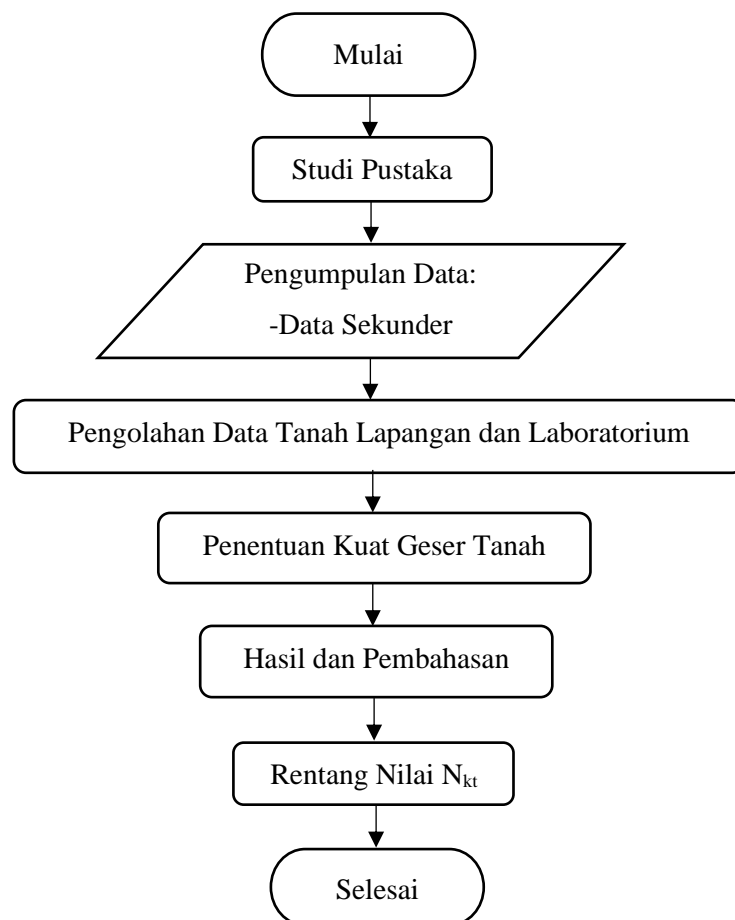 Mulai
Studi Pustaka
Pengumpulan Data:
-Data Sekunder
Pengolahan Data Tanah Lapangan dan Laboratorium
Penentuan Kuat Geser Tanah
Hasil dan Pembahasan
Rentang Nilai Nkt
Selesai